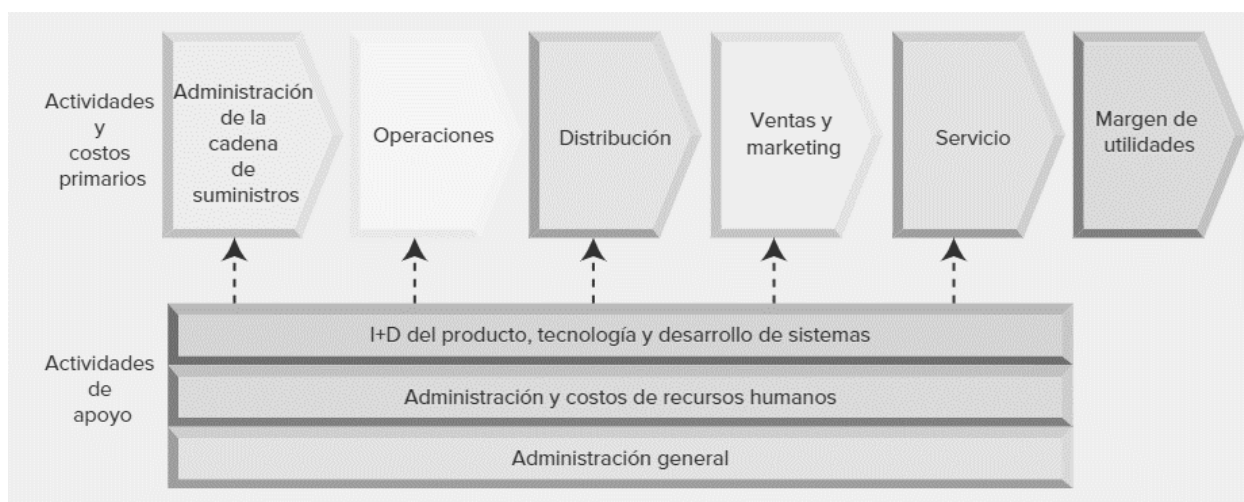 Actividades
y
costos
primarios
Administración
de la
cadena
de
suministros
Operaciones
Distribución
Ventas y
marketing
Servicio
Margen de
utilidades
Actividades
de
apoyo
I+D del producto, tecnología y desarrollo de sistemas
Administración y costos de recursos humanos
Administración general